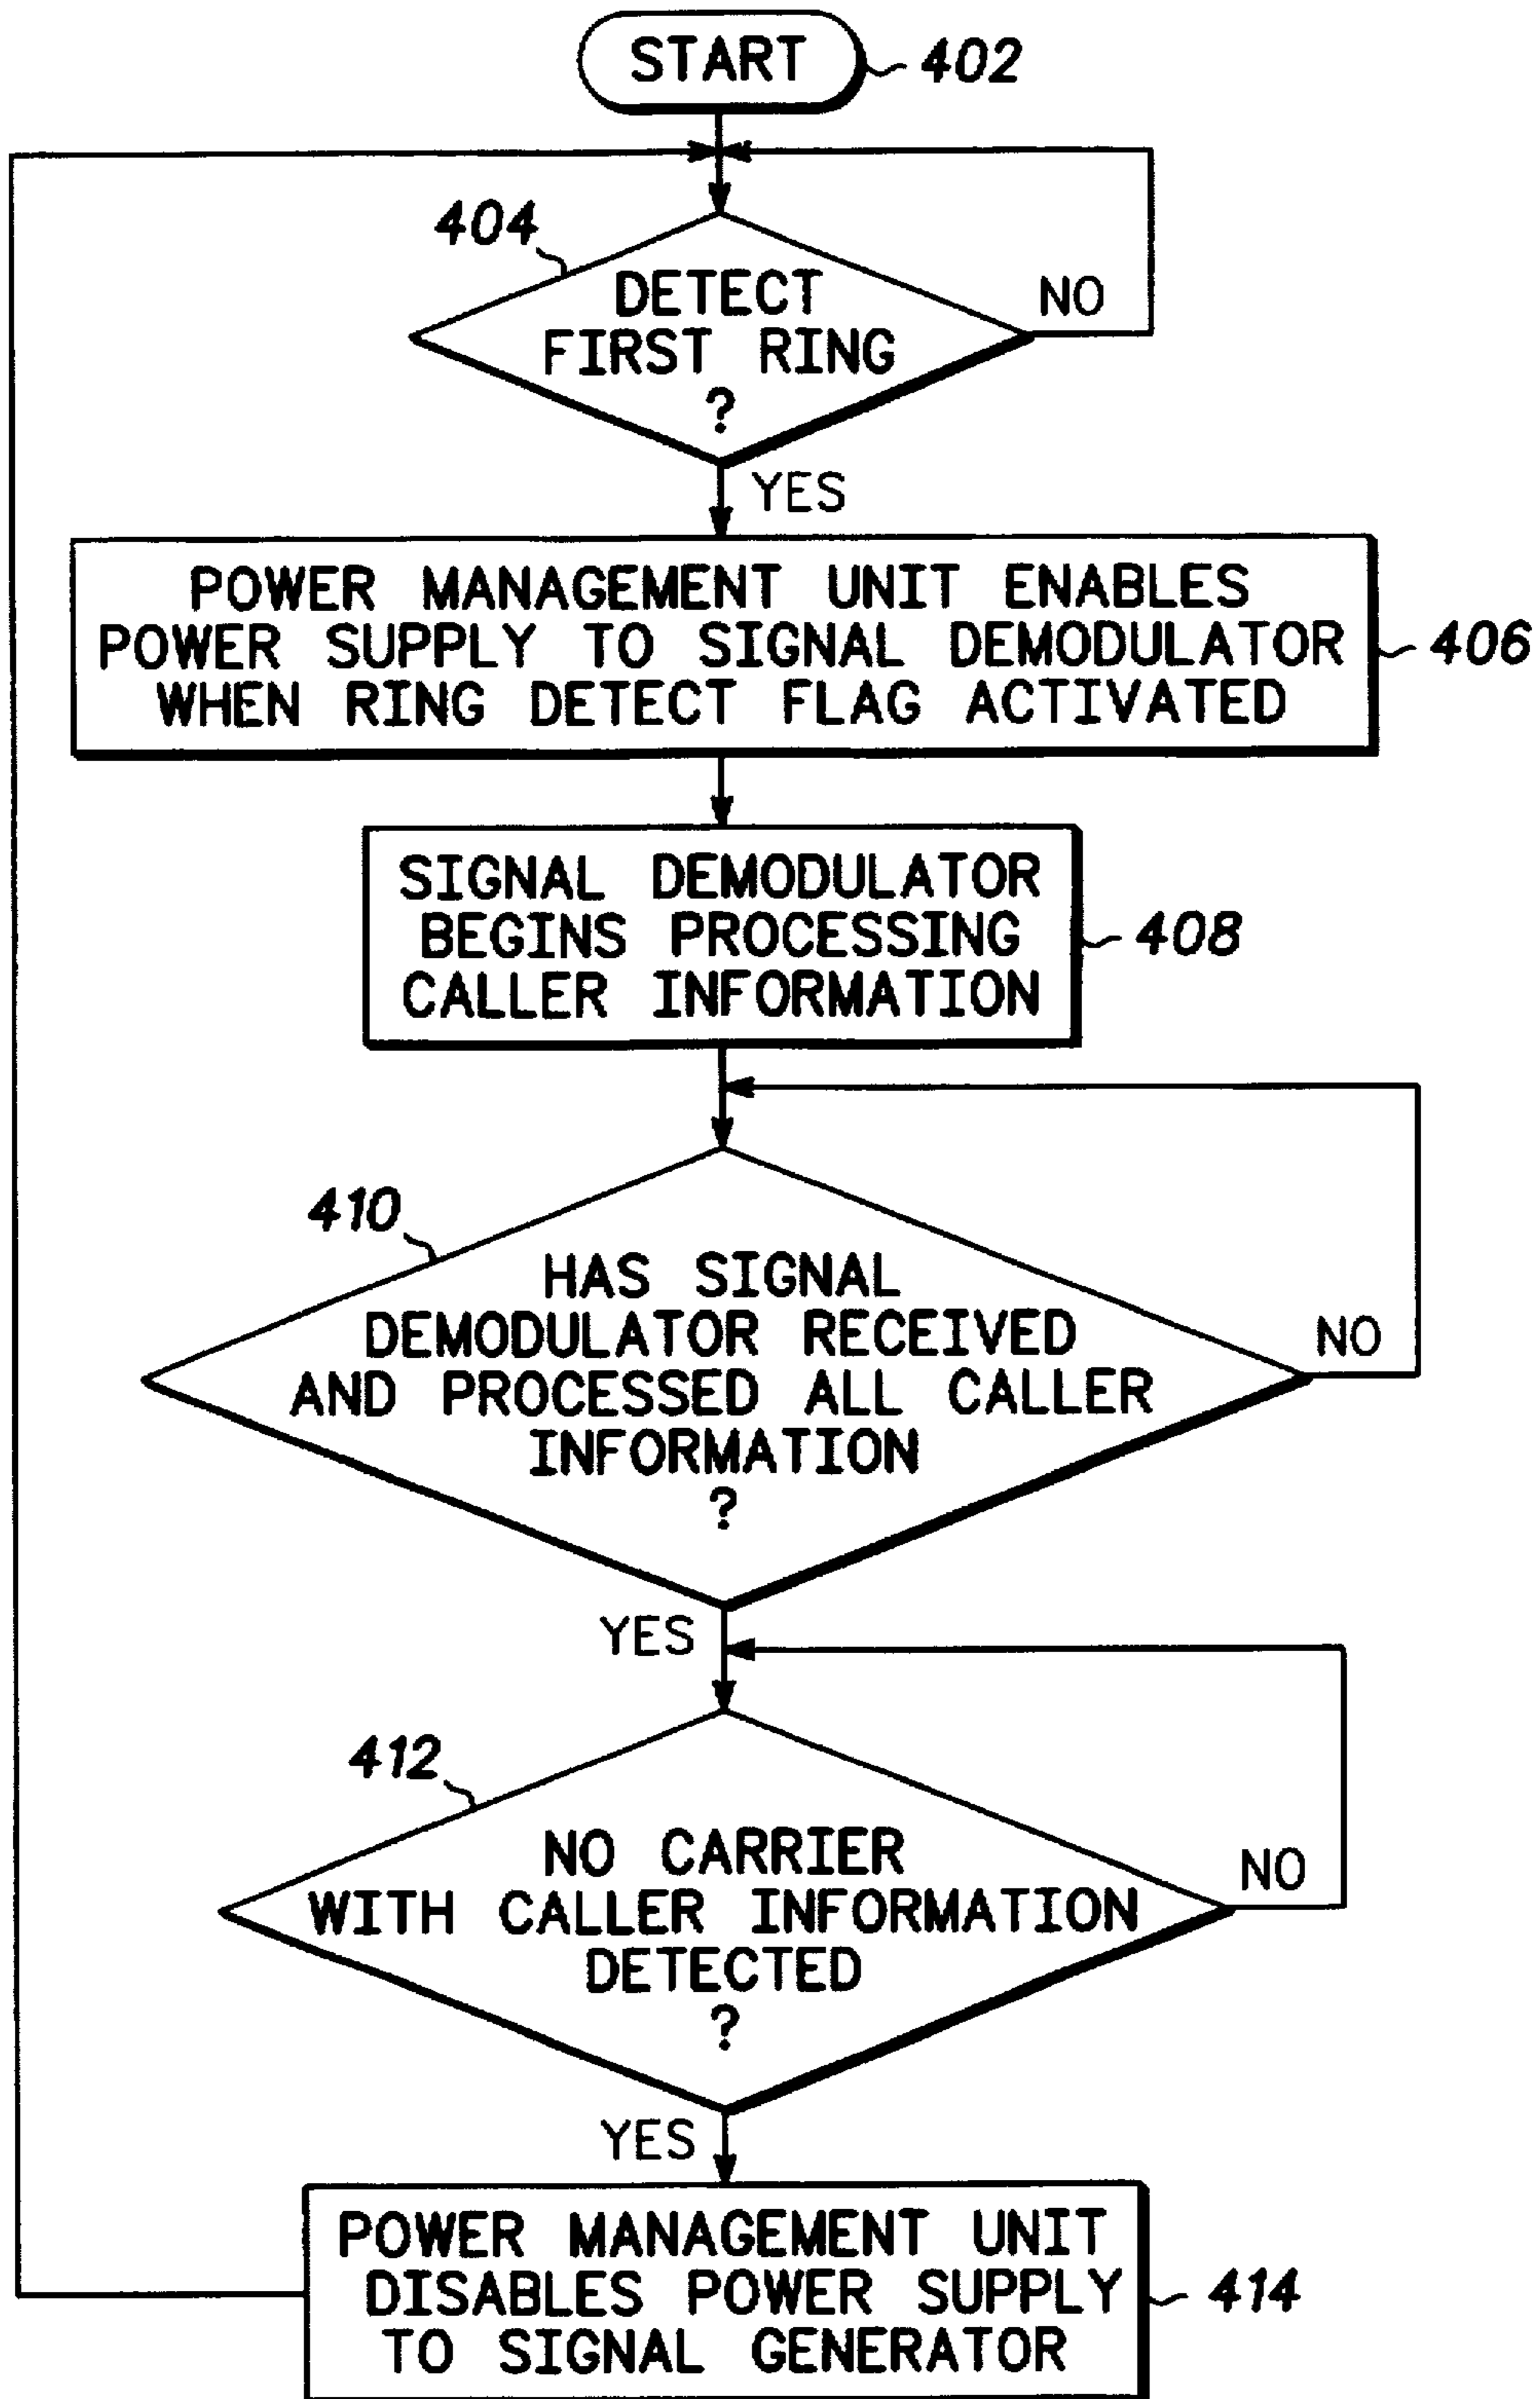 START
402
404
DETECT
FIRST RING
?
NO
YES
POWER MANAGEMENT UNIT ENABLES
POWER SUPPLY TO SIGNAL DEMODULATOR
WHEN RING DETECT FLAG ACTIVATED
406
SIGNAL DEMODULATOR
BEGINS PROCESSING
CALLER INFORMATION
408
410
HAS SIGNAL
DEMODULATOR RECEIVED
AND PROCESSED ALL CALLER
INFORMATION
?
NO
YES
412
NO CARRIER
WITH CALLER INFORMATION
DETECTED
?
NO
YES
POWER MANAGEMENT UNIT
DISABLES POWER SUPPLY
TO SIGNAL GENERATOR
414